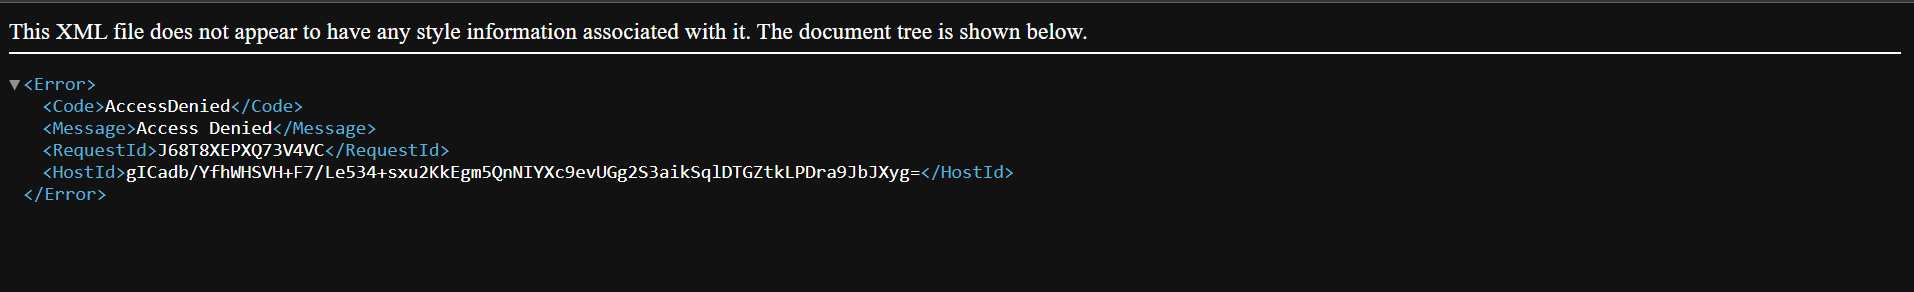 This XML file does not appear to have any style information associated with it. The document tree is shown below.
▼<Error>
<Code>AccessDenied</Code>
<Message>Access Denied</Message>
<RequestId>J68T8XEPXQ73V4VC</RequestId>
<HostId>gICadb/YfhWHSVH+F7/Le534+sxu2KkEgm5QnNIYXc9evUGg2S3aikSqlDTGZtkLPDra9JbJXyg=</HostId>
</Error>